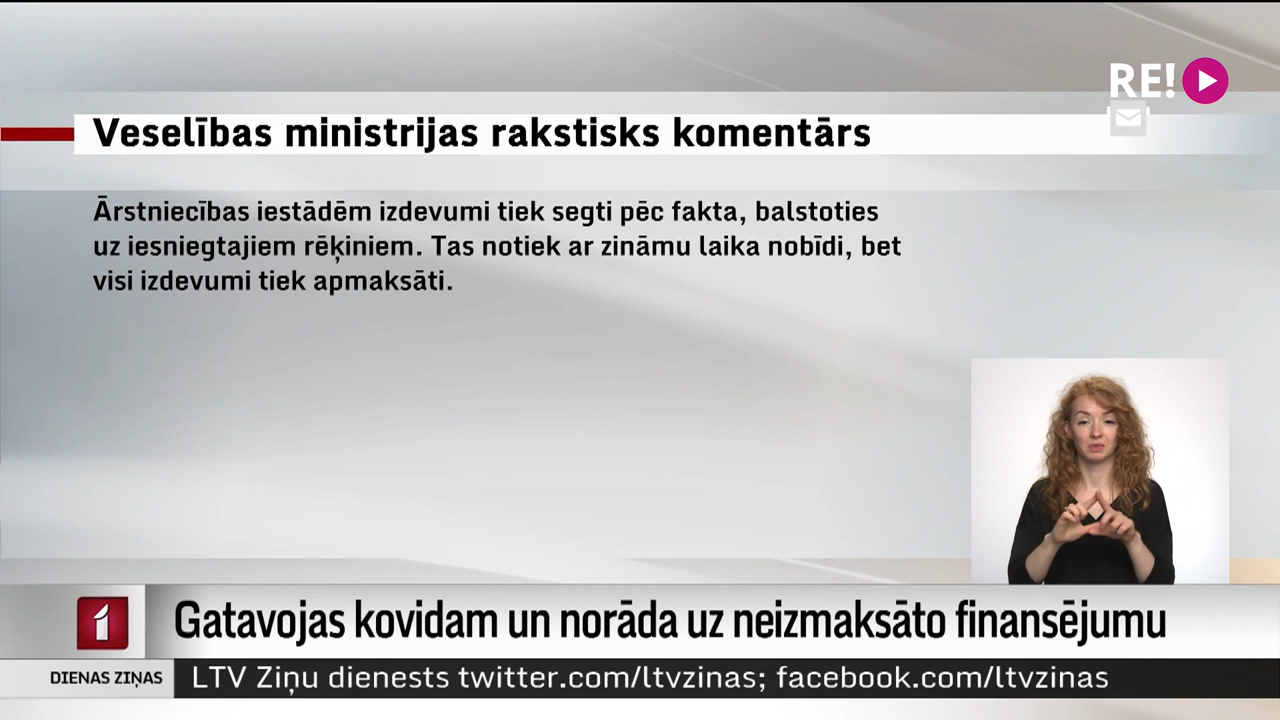 RE!
Veselības ministrijas rakstisks komentārs
Ārstniecības iestādēm izdevumi tiek segti pēc fakta, balstoties
uz iesniegtajiem rēķiniem. Tas notiek ar zināmu laika nobīdi, bet
visi izdevumi tiek apmaksāti.
1
Gatavojas kovidam un norāda uz neizmaksāto finansējumu
DIENAS ZIŅAS
LTV Ziņu dienests twitter.com/ltvzinas; facebook.com/ltvzinas